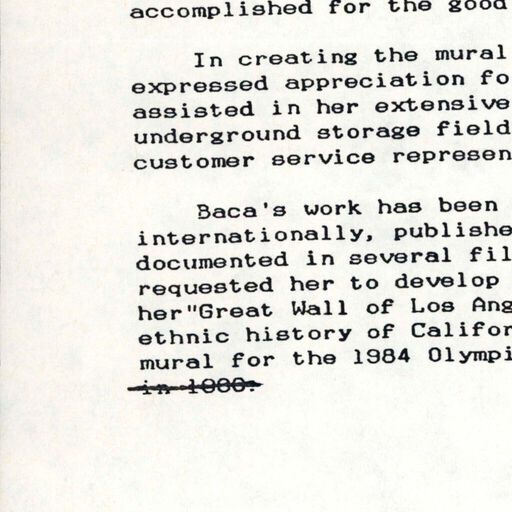 accomplished for the good
In creating the mural
expressed appreciation fo
assisted in her extensive
underground storage field
customer service represen
Baca's work has been
internationally, publishe
documented in several fil
requested her to develop
her"Great Wall of Los Ang
ethnic history of Califor
mural for the 1984 Olympi
in